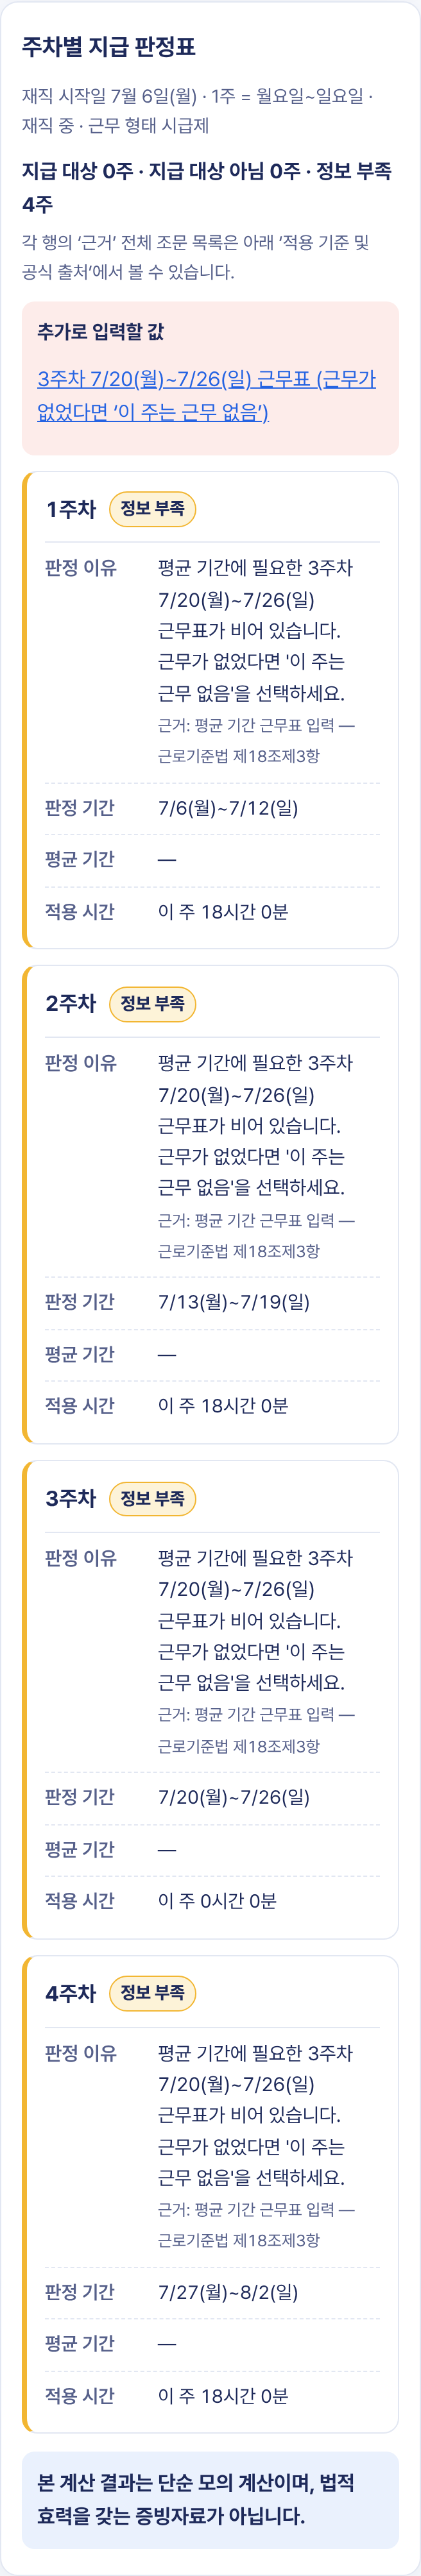 주차별 지급 판정표
재직 시작일 7월 6일(월) · 1주 = 월요일~일요일 ·
재직 중 · 근무 형태 시급제
지급 대상 0주 · 지급 대상 아님 0주 · 정보 부족
4주
각 행의 ‘근거’ 전체 조문 목록은 아래 ‘적용 기준 및
공식 출처’에서 볼 수 있습니다.
추가로 입력할 값
3주차 7/20(월)~7/26(일) 근무표 (근무가
없었다면 ‘이 주는 근무 없음’)
1주차 정보 부족
판정 이유 평균 기간에 필요한 3주차
7/20(월)~7/26(일)
근무표가 비어 있습니다.
근무가 없었다면 '이 주는
근무 없음'을 선택하세요.
근거: 평균 기간 근무표 입력 —
근로기준법 제18조제3항
판정 기간 7/6(월)~7/12(일)
평균 기간 —
적용 시간 이 주 18시간 0분
2주차 정보 부족
판정 이유 평균 기간에 필요한 3주차
7/20(월)~7/26(일)
근무표가 비어 있습니다.
근무가 없었다면 '이 주는
근무 없음'을 선택하세요.
근거: 평균 기간 근무표 입력 —
근로기준법 제18조제3항
판정 기간 7/13(월)~7/19(일)
평균 기간 —
적용 시간 이 주 18시간 0분
3주차 정보 부족
판정 이유 평균 기간에 필요한 3주차
7/20(월)~7/26(일)
근무표가 비어 있습니다.
근무가 없었다면 '이 주는
근무 없음'을 선택하세요.
근거: 평균 기간 근무표 입력 —
근로기준법 제18조제3항
판정 기간 7/20(월)~7/26(일)
평균 기간 —
적용 시간 이 주 0시간 0분
4주차 정보 부족
판정 이유 평균 기간에 필요한 3주차
7/20(월)~7/26(일)
근무표가 비어 있습니다.
근무가 없었다면 '이 주는
근무 없음'을 선택하세요.
근거: 평균 기간 근무표 입력 —
근로기준법 제18조제3항
판정 기간 7/27(월)~8/2(일)
평균 기간 —
적용 시간 이 주 18시간 0분
본 계산 결과는 단순 모의 계산이며, 법적
효력을 갖는 증빙자료가 아닙니다.